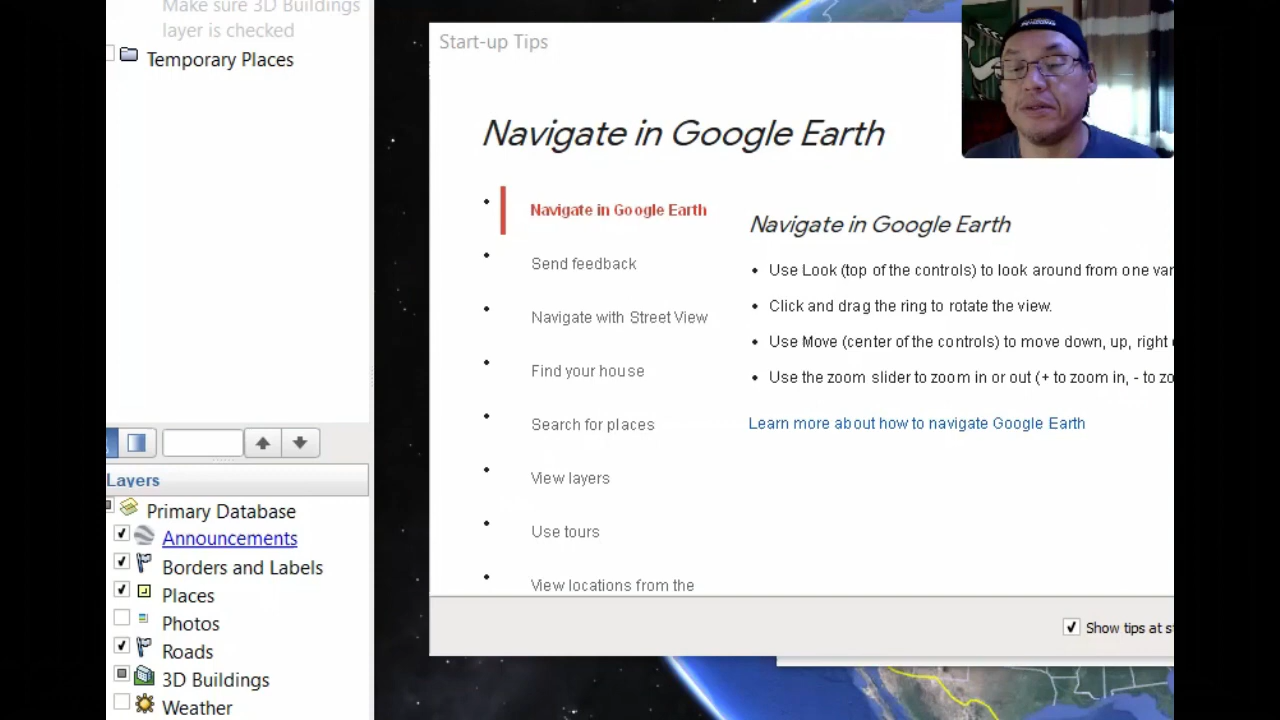 Make sure 3D Buildings
layer is checked
Temporary Places
Layers
Primary Database
Announcements
Borders and Labels
Places
Photos
Roads
3D Buildings
Weather
Start-up Tips
Navigate in Google Earth
Navigate in Google Earth
Send feedback
Navigate with Street View
Find your house
Search for places
View layers
Use tours
View locations from the
Navigate in Google Earth
Use Look (top of the controls) to look around from one var
Click and drag the ring to rotate the view.
Use Move (center of the controls) to move down, up, right
Use the zoom slider to zoom in or out (+ to zoom in, - to zo
Learn more about how to navigate Google Earth
Show tips at s